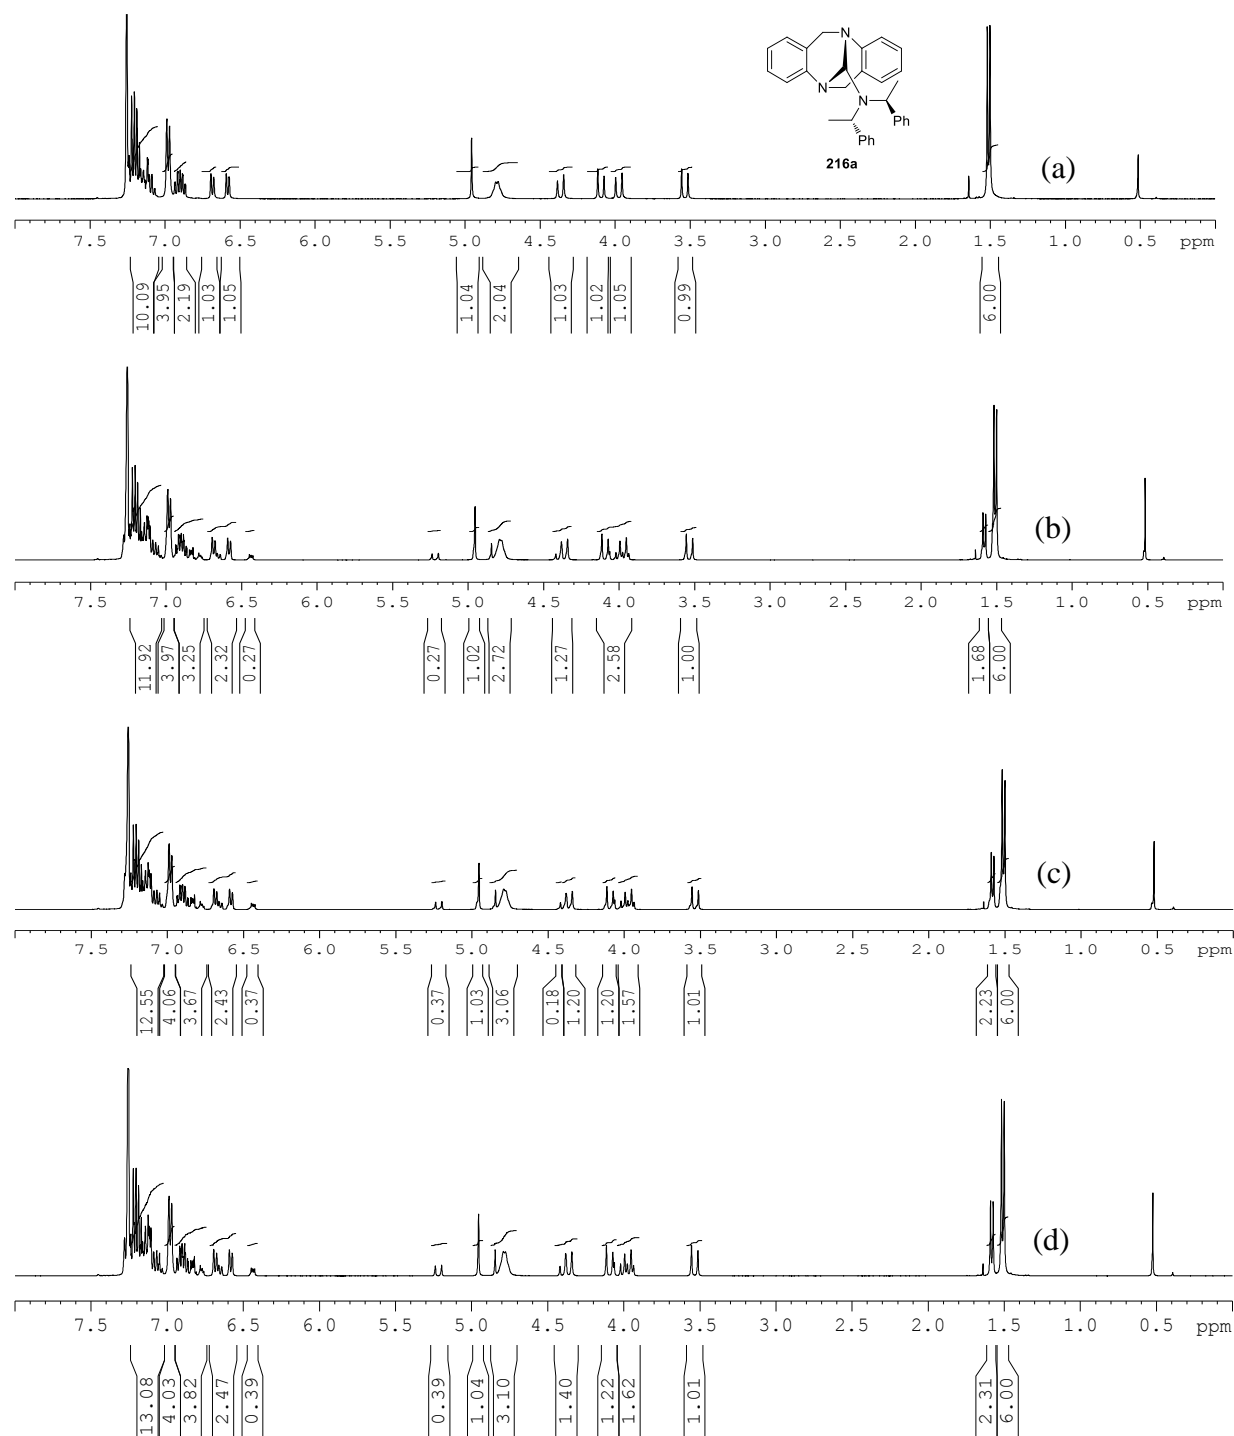 N
N
N
Ph
Ph
216a
(a)
7.5 7.0 6.5 6.0 5.5 5.0 4.5 4.0 3.5 3.0 2.5 2.0 1.5 1.0 0.5 ppm
10.09 3.95 2.19 1.03 1.05 1.04 2.04 1.03 1.02 1.05 0.99 6.00
(b)
7.5 7.0 6.5 6.0 5.5 5.0 4.5 4.0 3.5 3.0 2.5 2.0 1.5 1.0 0.5 ppm
11.92 3.97 3.25 2.32 0.27 0.27 1.02 2.72 1.27 2.58 1.00 1.68 6.00
(c)
7.5 7.0 6.5 6.0 5.5 5.0 4.5 4.0 3.5 3.0 2.5 2.0 1.5 1.0 0.5 ppm
12.55 4.06 3.67 2.43 0.37 0.37 1.03 3.06 0.18 1.20 1.20 1.57 1.01 2.23 6.00
(d)
7.5 7.0 6.5 6.0 5.5 5.0 4.5 4.0 3.5 3.0 2.5 2.0 1.5 1.0 0.5 ppm
13.08 4.03 3.82 2.47 0.39 0.39 1.04 3.10 1.40 1.22 1.62 1.01 2.31 6.00